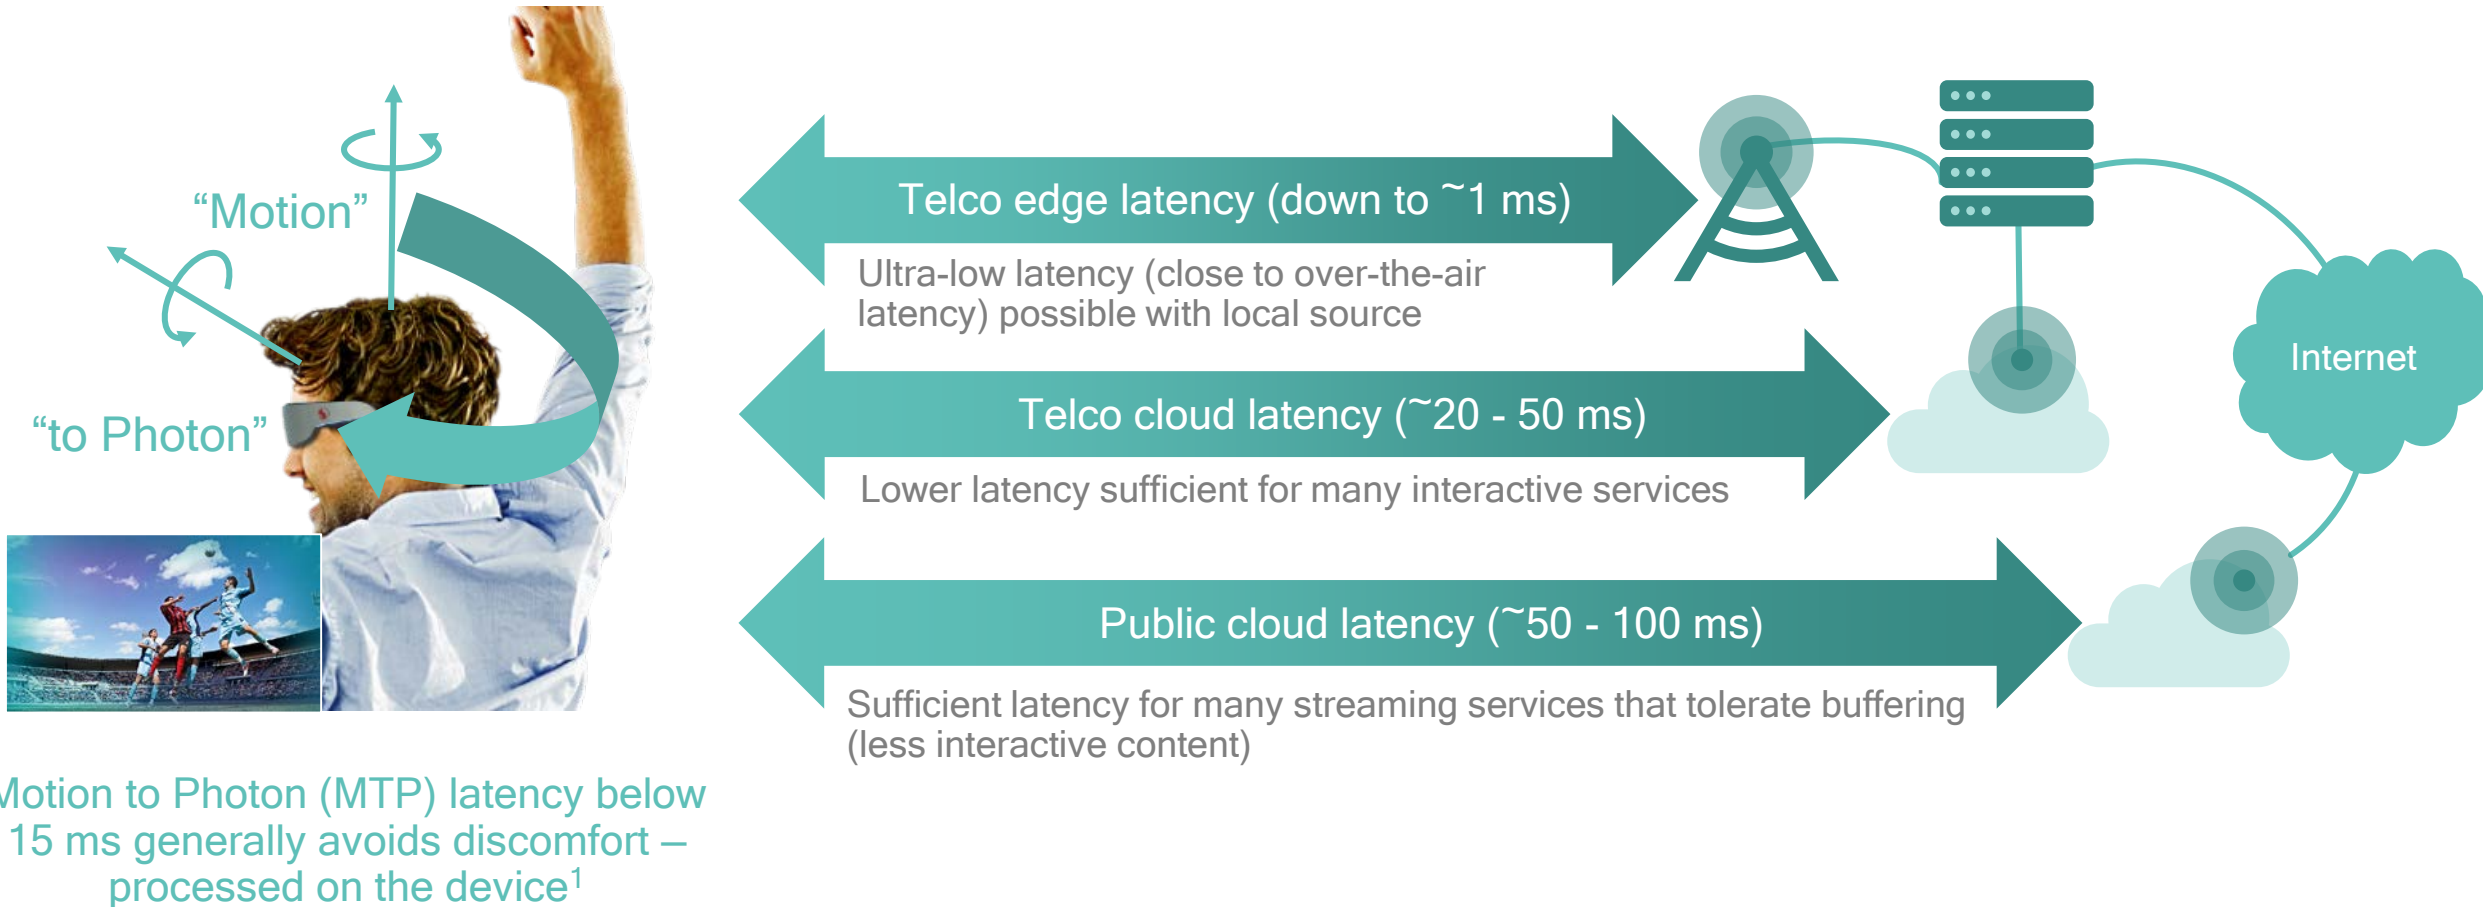 “Motion”
“to Photon”
Telco edge latency (down to ~1 ms)
Ultra-low latency (close to over-the-air
latency) possible with local source
Telco cloud latency (~20 - 50 ms)
Lower latency sufficient for many interactive services
Public cloud latency (~50 - 100 ms)
Sufficient latency for many streaming services that tolerate buffering
(less interactive content)
Internet
Motion to Photon (MTP) latency below
15 ms generally avoids discomfort –
processed on the device¹